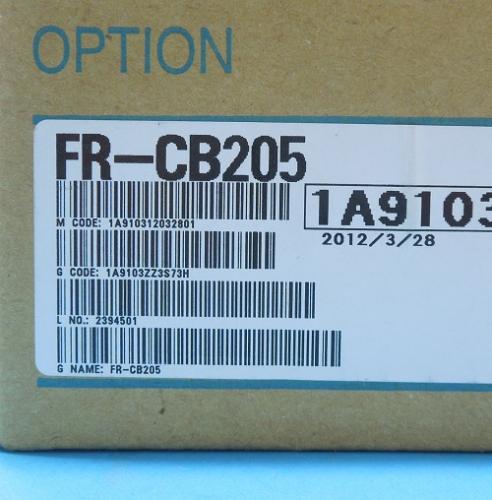 OPTION
FR-CB205
1A9103
M CODE: 1A910312032801
2012/3/28
G CODE: 1A9103ZZ3S73H
L NO.: 2394501
G NAME: FR-CB205